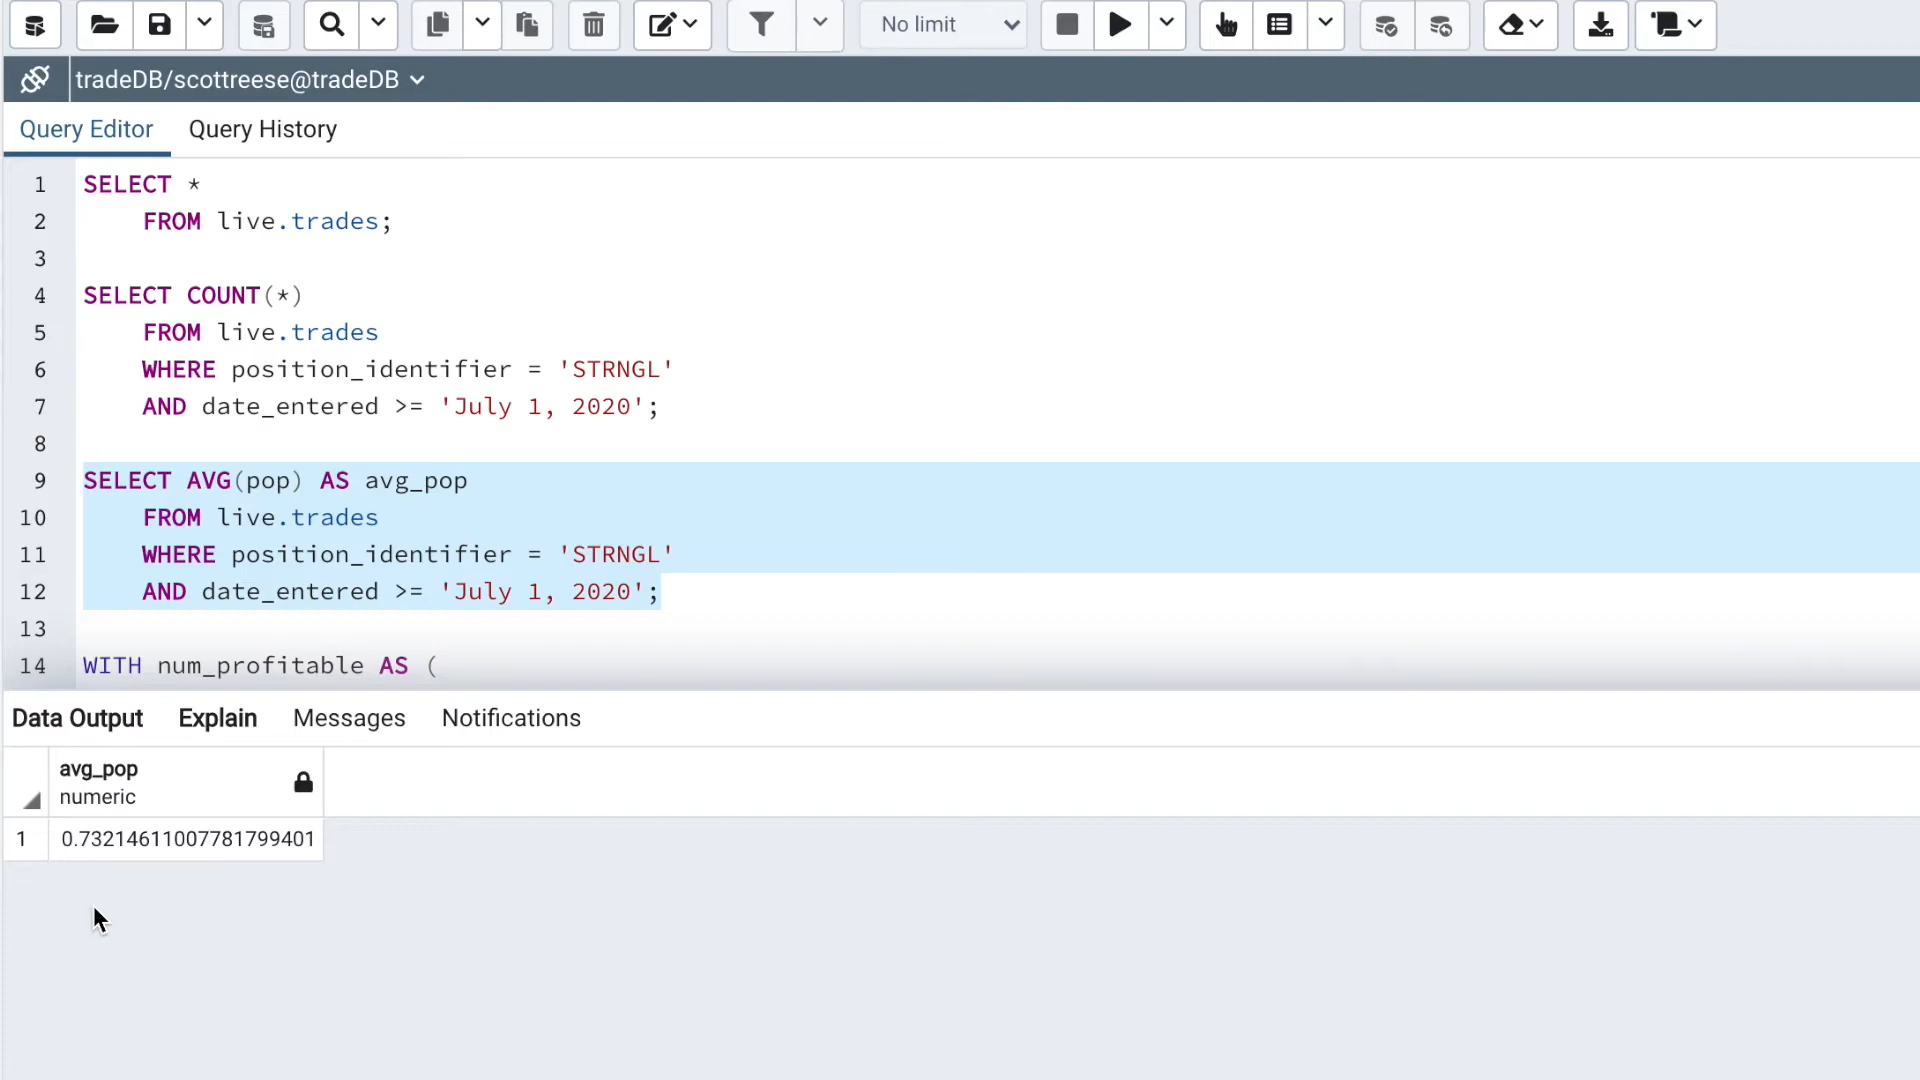 No limit
tradeDB/scottreese@tradeDB
Query Editor Query History
1 SELECT *
2 FROM live.trades;
3
4 SELECT COUNT(*)
5 FROM live.trades
6 WHERE position_identifier = 'STRNGL'
7 AND date_entered >= 'July 1, 2020';
8
9 SELECT AVG(pop) AS avg_pop
10 FROM live.trades
11 WHERE position_identifier = 'STRNGL'
12 AND date_entered >= 'July 1, 2020';
13
14 WITH num_profitable AS (
Data Output Explain Messages Notifications
avg_pop
numeric
1 0.73214611007781799401